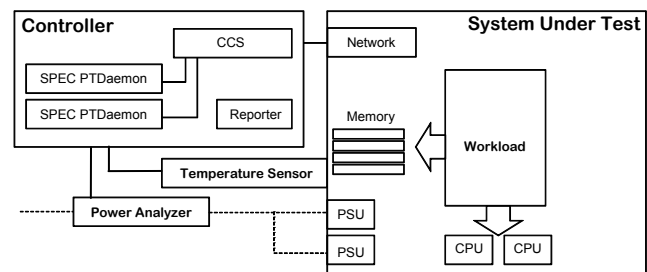 Controller
CCS
SPEC PTDaemon
SPEC PTDaemon
Reporter
Temperature Sensor
Power Analyzer
System Under Test
Network
Memory
Workload
PSU
PSU
CPU
CPU